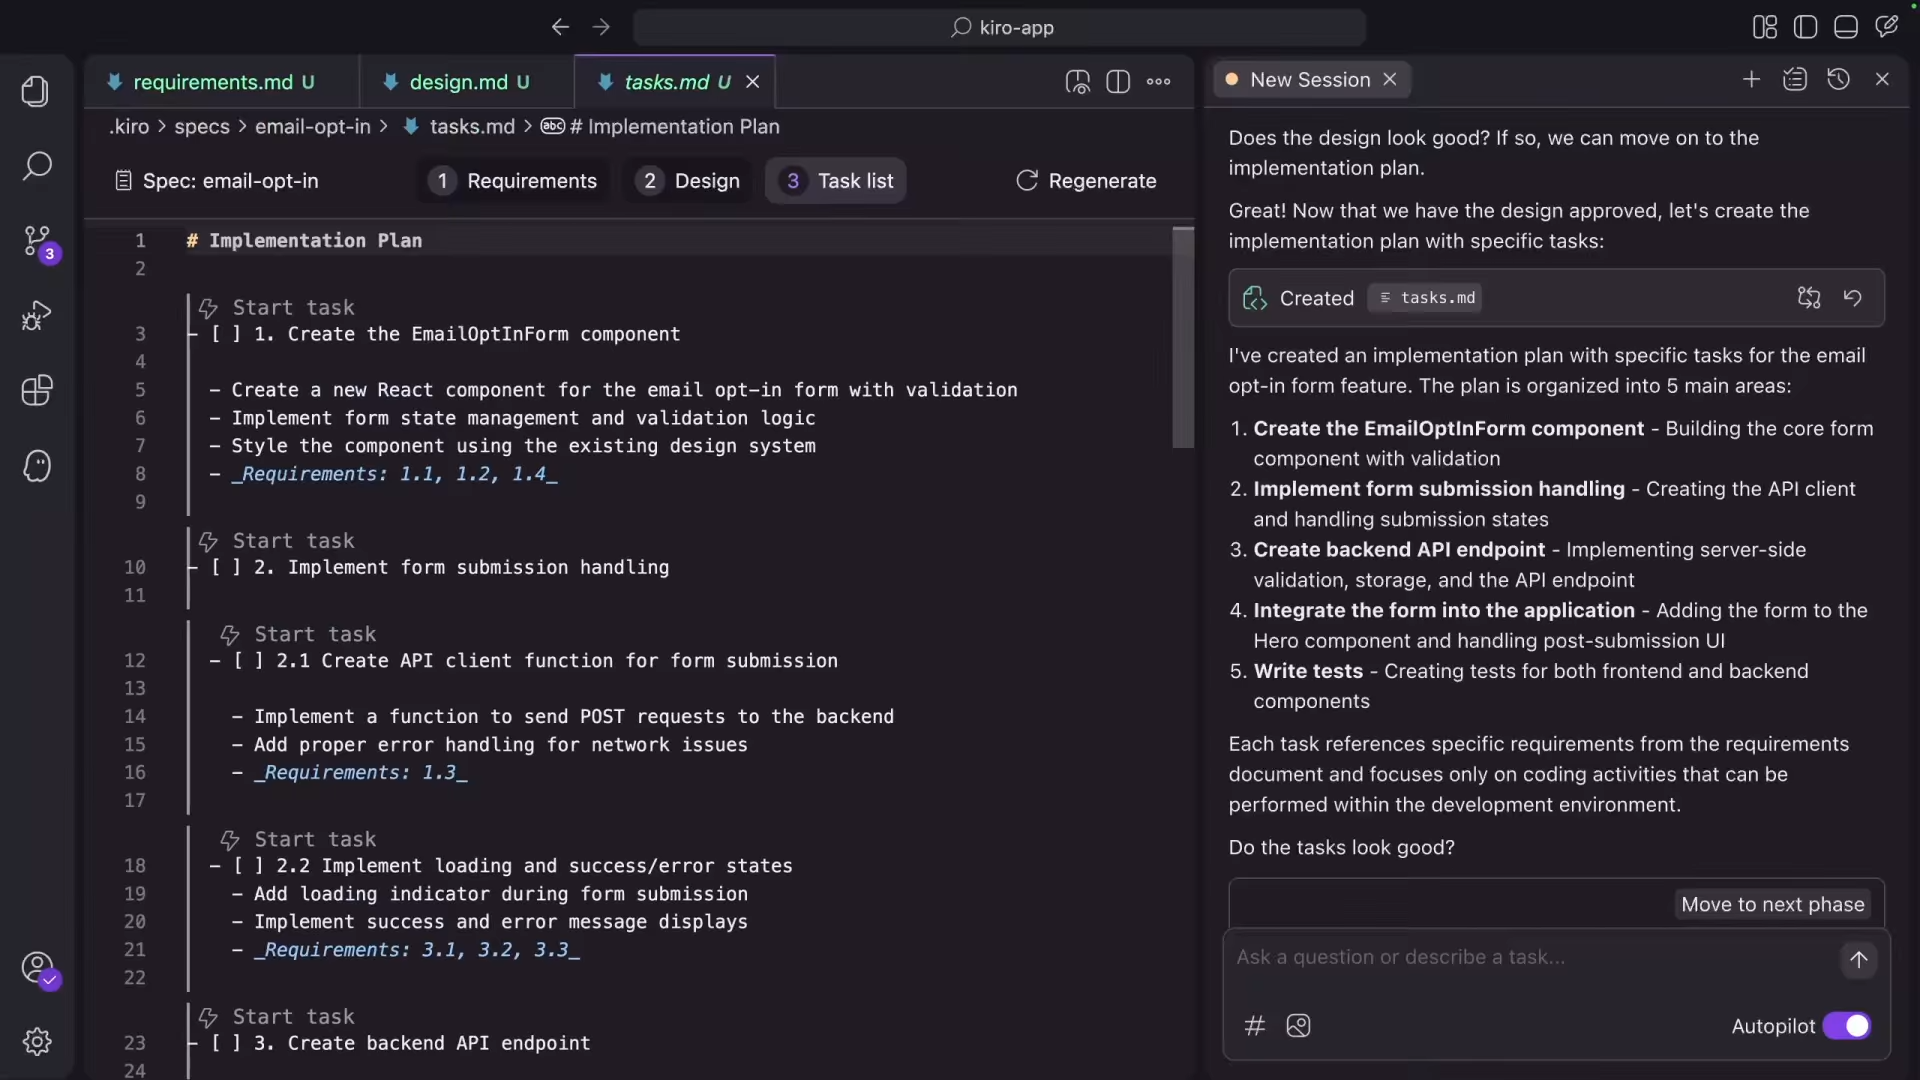 kiro-app
requirements.md U
design.md U
tasks.md U
.kiro > specs > email-opt-in > tasks.md > abc # Implementation Plan
Spec: email-opt-in
1 Requirements
2 Design
3 Task list
Regenerate
1 # Implementation Plan
2
Start task
3 - [ ] 1. Create the EmailOptInForm component
4
5 - Create a new React component for the email opt-in form with validation
6 - Implement form state management and validation logic
7 - Style the component using the existing design system
8 - _Requirements: 1.1, 1.2, 1.4_
9
Start task
10 - [ ] 2. Implement form submission handling
11
Start task
12 - [ ] 2.1 Create API client function for form submission
13
14 - Implement a function to send POST requests to the backend
15 - Add proper error handling for network issues
16 - _Requirements: 1.3_
17
Start task
18 - [ ] 2.2 Implement loading and success/error states
19 - Add loading indicator during form submission
20 - Implement success and error message displays
21 - _Requirements: 3.1, 3.2, 3.3_
22
Start task
23 - [ ] 3. Create backend API endpoint
24
3
New Session
Does the design look good? If so, we can move on to the
implementation plan.
Great! Now that we have the design approved, let's create the
implementation plan with specific tasks:
Created tasks.md
I've created an implementation plan with specific tasks for the email
opt-in form feature. The plan is organized into 5 main areas:
1. Create the EmailOptInForm component - Building the core form
component with validation
2. Implement form submission handling - Creating the API client
and handling submission states
3. Create backend API endpoint - Implementing server-side
validation, storage, and the API endpoint
4. Integrate the form into the application - Adding the form to the
Hero component and handling post-submission UI
5. Write tests - Creating tests for both frontend and backend
components
Each task references specific requirements from the requirements
document and focuses only on coding activities that can be
performed within the development environment.
Do the tasks look good?
Move to next phase
Ask a question or describe a task...
# Autopilot